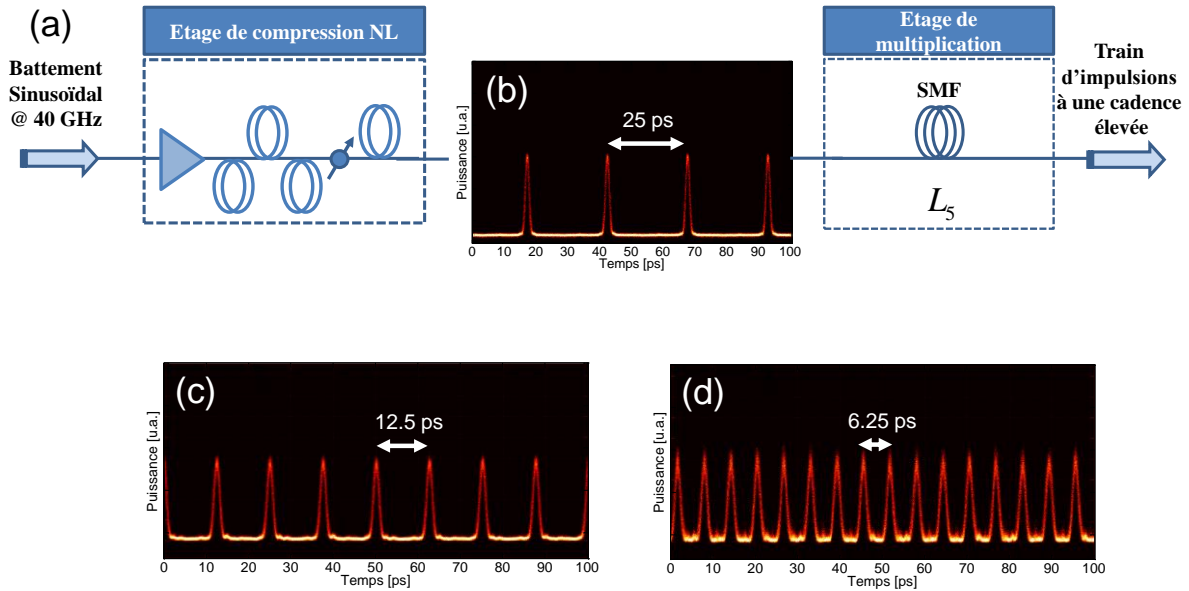 (a)
Etage de compression NL
Battement
Sinusoïdal
@ 40 GHz
(b)
25 ps
Puissance [u.a.]
0 10 20 30 40 50 60 70 80 90 100
Temps [ps]
Etage de
multiplication
SMF
L5
Train
d'impulsions
à une cadence
élevée
(c)
12.5 ps
Puissance [u.a.]
0 10 20 30 40 50 60 70 80 90 100
Temps [ps]
(d)
6.25 ps
Puissance [u.a.]
0 10 20 30 40 50 60 70 80 90 100
Temps [ps]